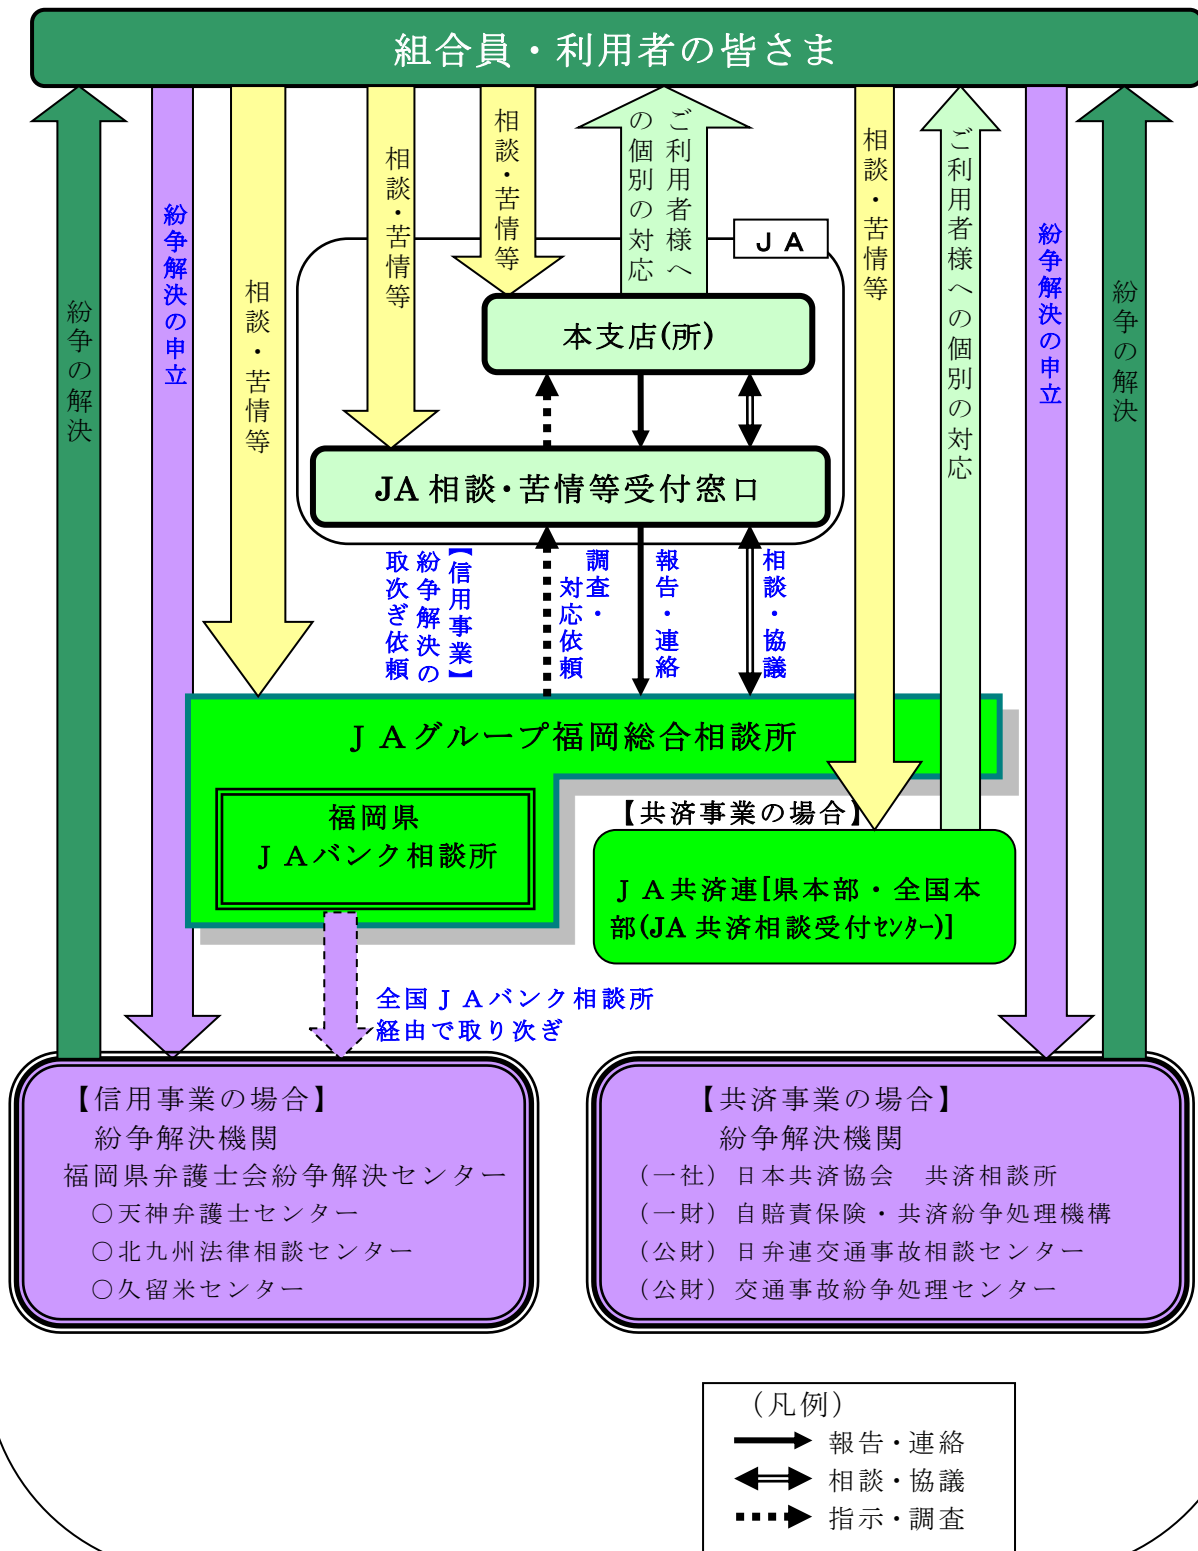 組合員・利用者の皆さま
紛争の解決
紛争解決の申立
相談・苦情等
相談・苦情等
相談・苦情等
ご利用者様へ
の個別の対応
相談・苦情等
ご利用者様への個別の対応
紛争解決の申立
紛争の解決
ＪＡ
本支店(所)
JA相談・苦情等受付窓口
【信用事業】
紛争解決の
取次ぎ依頼
調査・
対応依頼
報告・連絡
相談・協議
ＪＡグループ福岡総合相談所
福岡県
ＪＡバンク相談所
【共済事業の場合】
ＪＡ共済連[県本部・全国本
部(JA共済相談受付ｾﾝﾀｰ)]
全国ＪＡバンク相談所
経由で取り次ぎ
【信用事業の場合】
紛争解決機関
福岡県弁護士会紛争解決センター
○天神弁護士センター
○北九州法律相談センター
○久留米センター
【共済事業の場合】
紛争解決機関
（一社）日本共済協会　共済相談所
（一財）自賠責保険・共済紛争処理機構
（公財）日弁連交通事故相談センター
（公財）交通事故紛争処理センター
（凡例）
報告・連絡
相談・協議
指示・調査